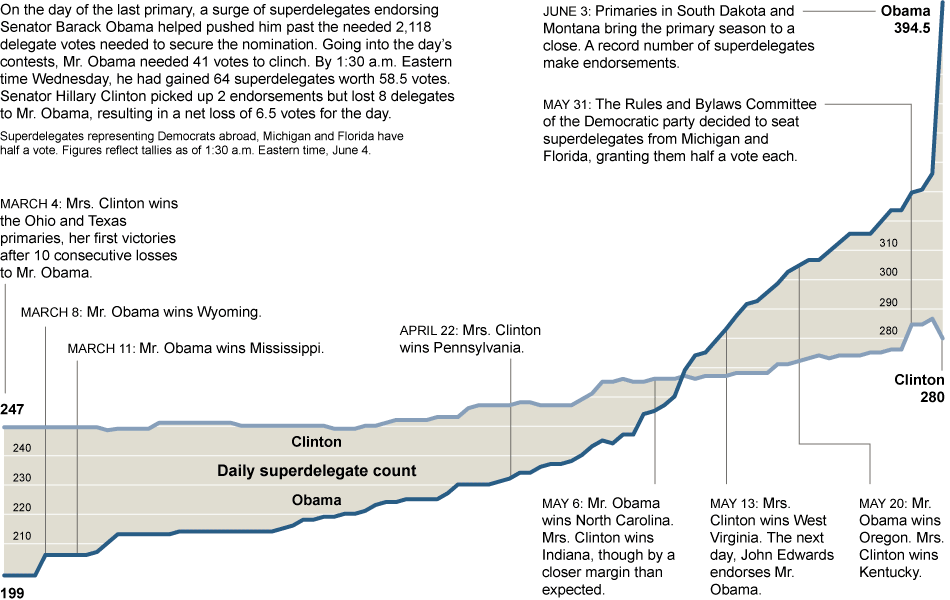 On the day of the last primary, a surge of superdelegates endorsing
Senator Barack Obama helped pushed him past the needed 2,118
delegate votes needed to secure the nomination. Going into the day's
contests, Mr. Obama needed 41 votes to clinch. By 1:30 a.m. Eastern
time Wednesday, he had gained 64 superdelegates worth 58.5 votes.
Senator Hillary Clinton picked up 2 endorsements but lost 8 delegates
to Mr. Obama, resulting in a net loss of 6.5 votes for the day.
Superdelegates representing Democrats abroad, Michigan and Florida have
half a vote. Figures reflect tallies as of 1:30 a.m. Eastern time, June 4.
JUNE 3: Primaries in South Dakota and
Montana bring the primary season to a
close. A record number of superdelegates
make endorsements.
Obama
394.5
MAY 31: The Rules and Bylaws Committee
of the Democratic party decided to seat
superdelegates from Michigan and
Florida, granting them half a vote each.
MARCH 4: Mrs. Clinton wins
the Ohio and Texas
primaries, her first victories
after 10 consecutive losses
to Mr. Obama.
MARCH 8: Mr. Obama wins Wyoming.
MARCH 11: Mr. Obama wins Mississippi.
APRIL 22: Mrs. Clinton
wins Pennsylvania.
310
300
290
280
Clinton
280
247
Clinton
240
Daily superdelegate count
230
Obama
220
210
199
MAY 6: Mr. Obama
wins North Carolina.
Mrs. Clinton wins
Indiana, though by a
closer margin than
expected.
MAY 13: Mrs.
Clinton wins West
Virginia. The next
day, John Edwards
endorses Mr.
Obama.
MAY 20: Mr.
Obama wins
Oregon. Mrs.
Clinton wins
Kentucky.